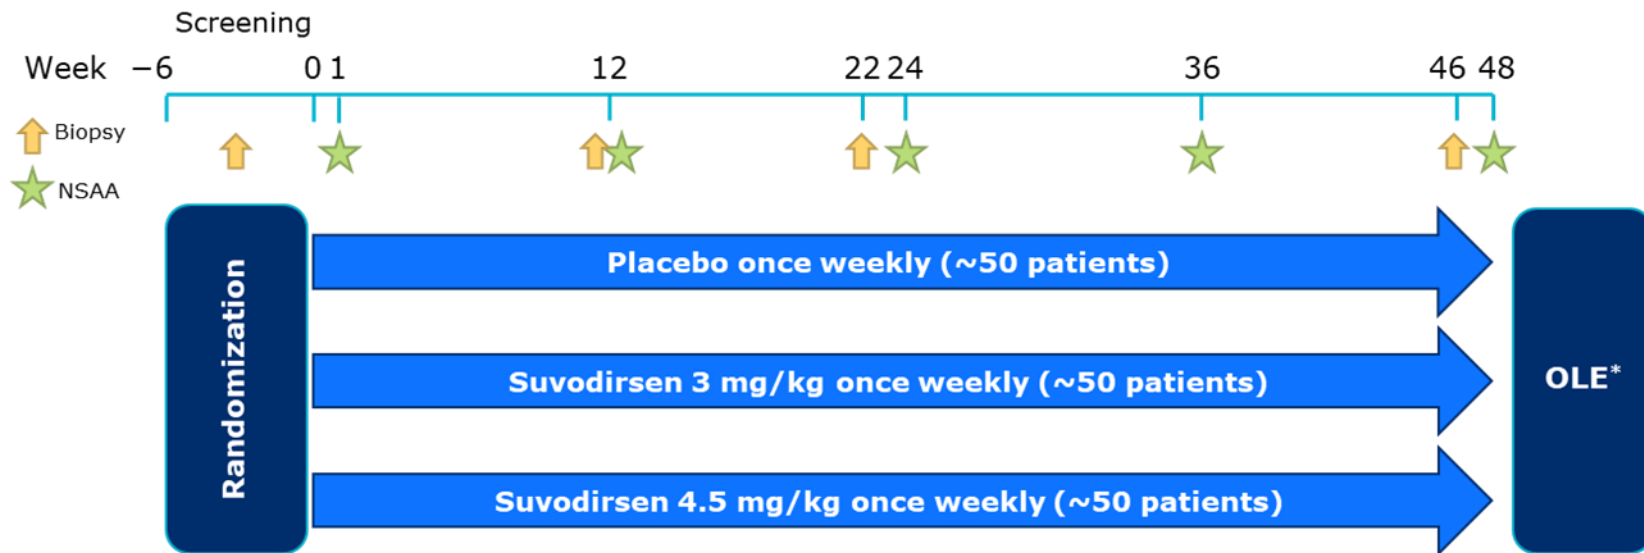 Screening
Week −6 0 1 12 22 24 36 46 48
Biopsy
NSAA
Randomization
Placebo once weekly (~50 patients)
Suvodirsen 3 mg/kg once weekly (~50 patients)
Suvodirsen 4.5 mg/kg once weekly (~50 patients)
OLE*